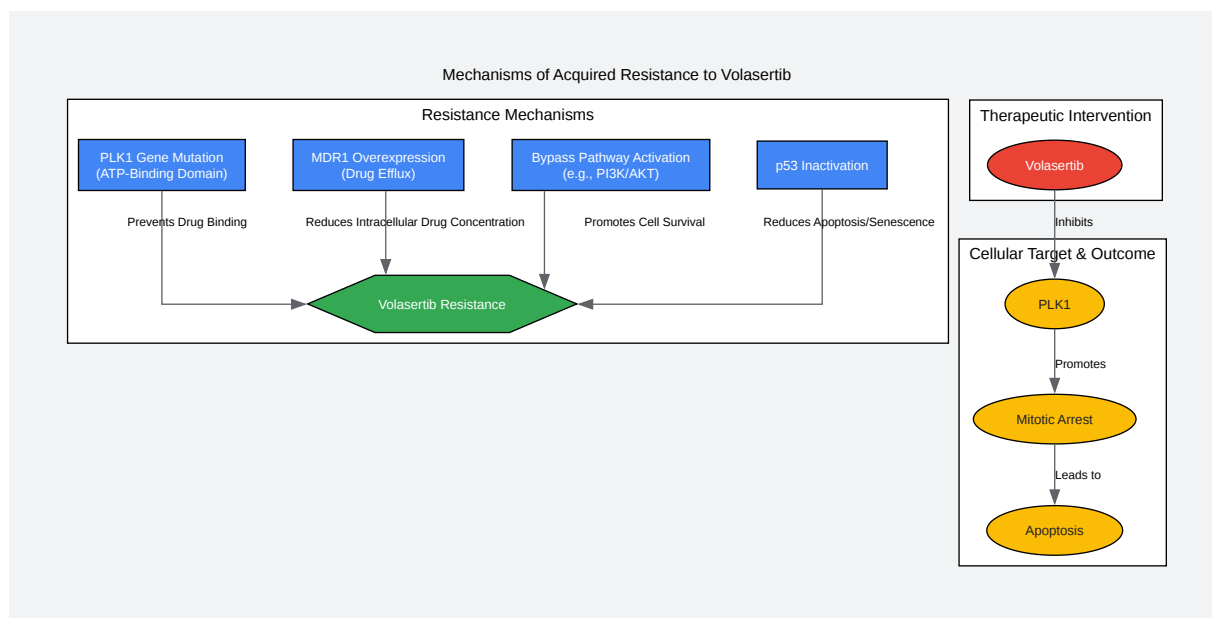 Mechanisms of Acquired Resistance to Volasertib
Resistance Mechanisms
PLK1 Gene Mutation
(ATP-Binding Domain)
MDR1 Overexpression
(Drug Efflux)
Bypass Pathway Activation
(e.g., PI3K/AKT)
p53 Inactivation
Prevents Drug Binding
Reduces Intracellular Drug Concentration
Promotes Cell Survival
Reduces Apoptosis/Senescence
Volasertib Resistance
Therapeutic Intervention
Volasertib
Inhibits
Cellular Target & Outcome
PLK1
Promotes
Mitotic Arrest
Leads to
Apoptosis